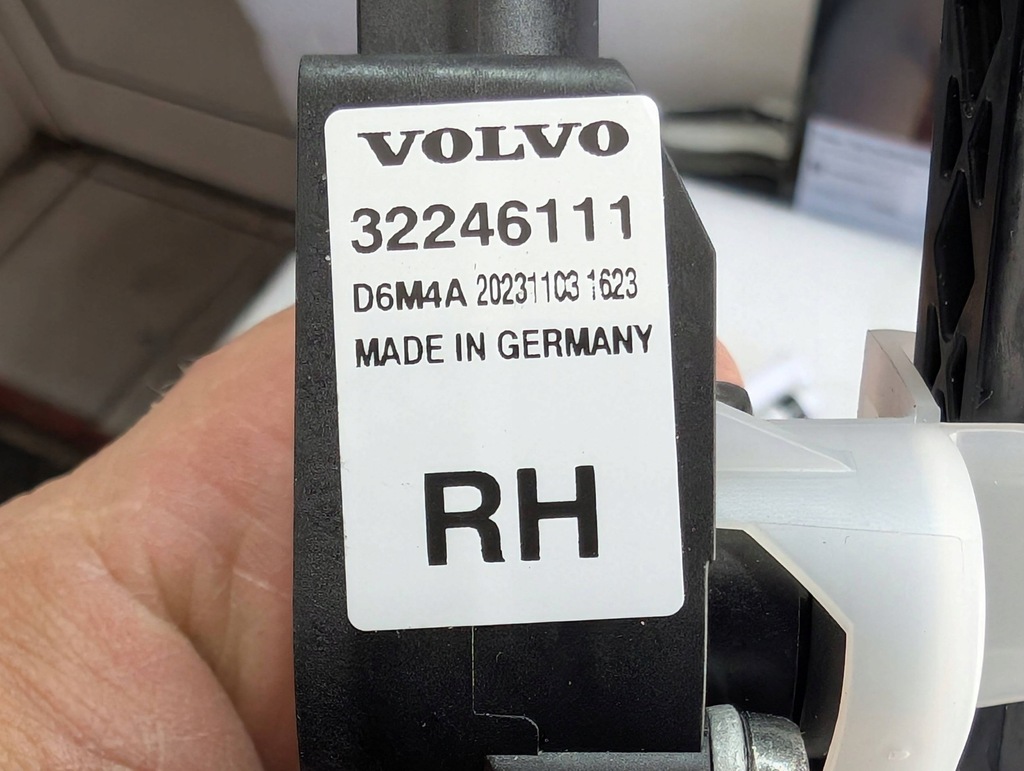 VOLVO
32246111
D6M4A 20231103 1623
MADE IN GERMANY
RH